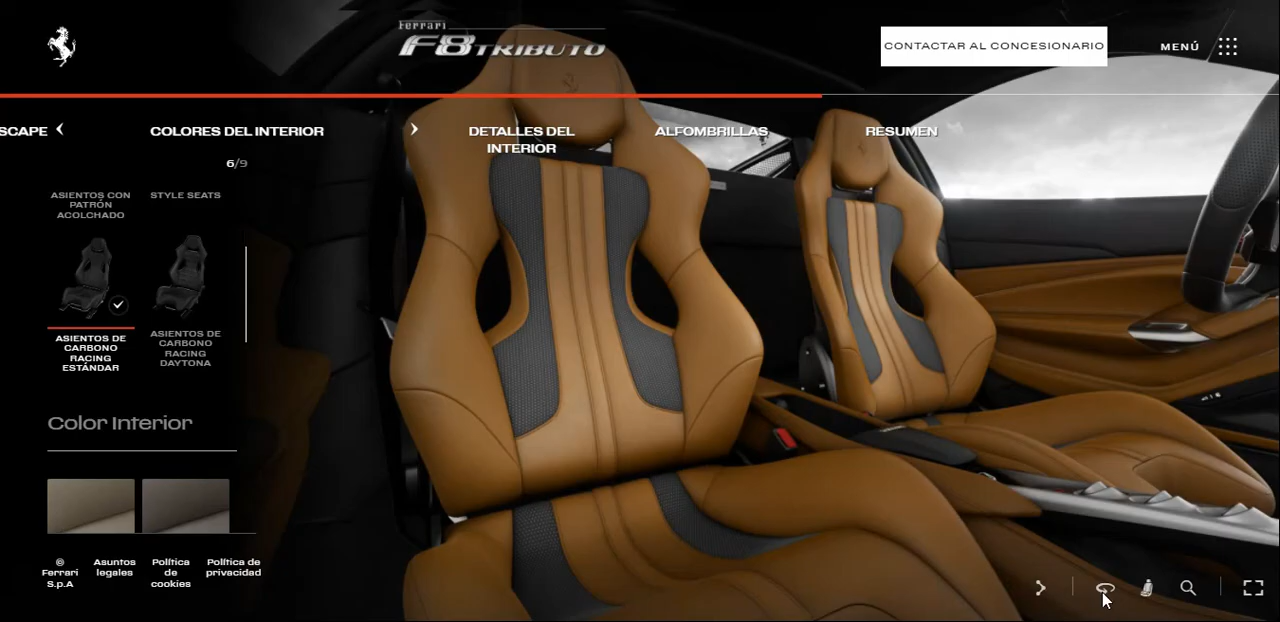 Ferrari
F8TRIBUTO
CONTACTAR AL CONCESIONARIO
MENÚ
SCAPE
COLORES DEL INTERIOR
DETALLES DEL
INTERIOR
ALFOMBRILLAS
RESUMEN
6/9
ASIENTOS CON
PATRÓN
ACOLCHADO
STYLE SEATS
ASIENTOS DE
CARBONO
RACING
ESTÁNDAR
ASIENTOS DE
CARBONO
RACING
DAYTONA
Color Interior
©
Ferrari
S.p.A
Asuntos
legales
Política
de
cookies
Política de
privacidad